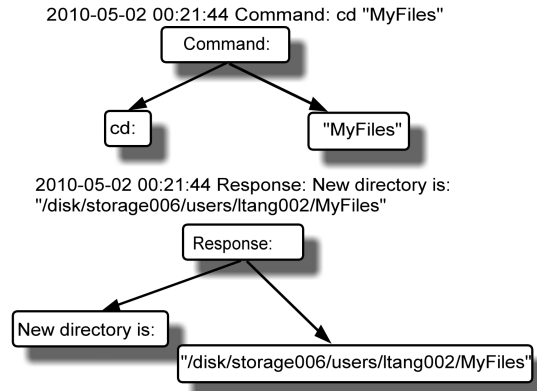 2010-05-02 00:21:44 Command: cd "MyFiles"
Command:
cd:
"MyFiles"
2010-05-02 00:21:44 Response: New directory is:
"/disk/storage006/users/ltang002/MyFiles"
Response:
New directory is:
"/disk/storage006/users/ltang002/MyFiles"